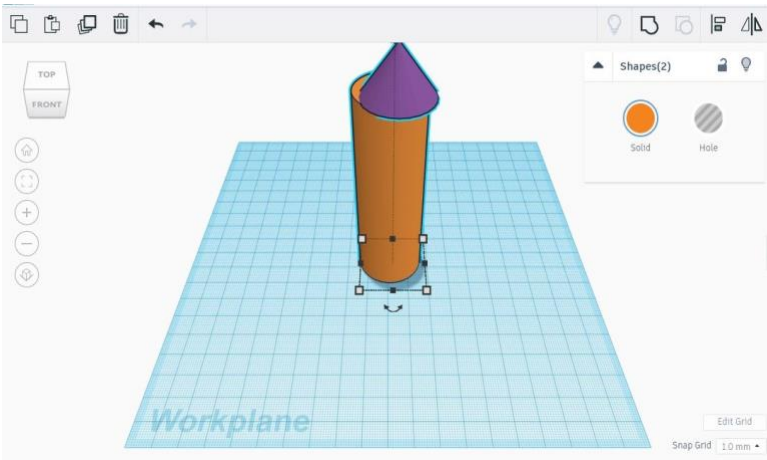 TOP
FRONT
Shapes(2)
Solid
Hole
Workplane
Edit Grid
Snap Grid 1.0 mm